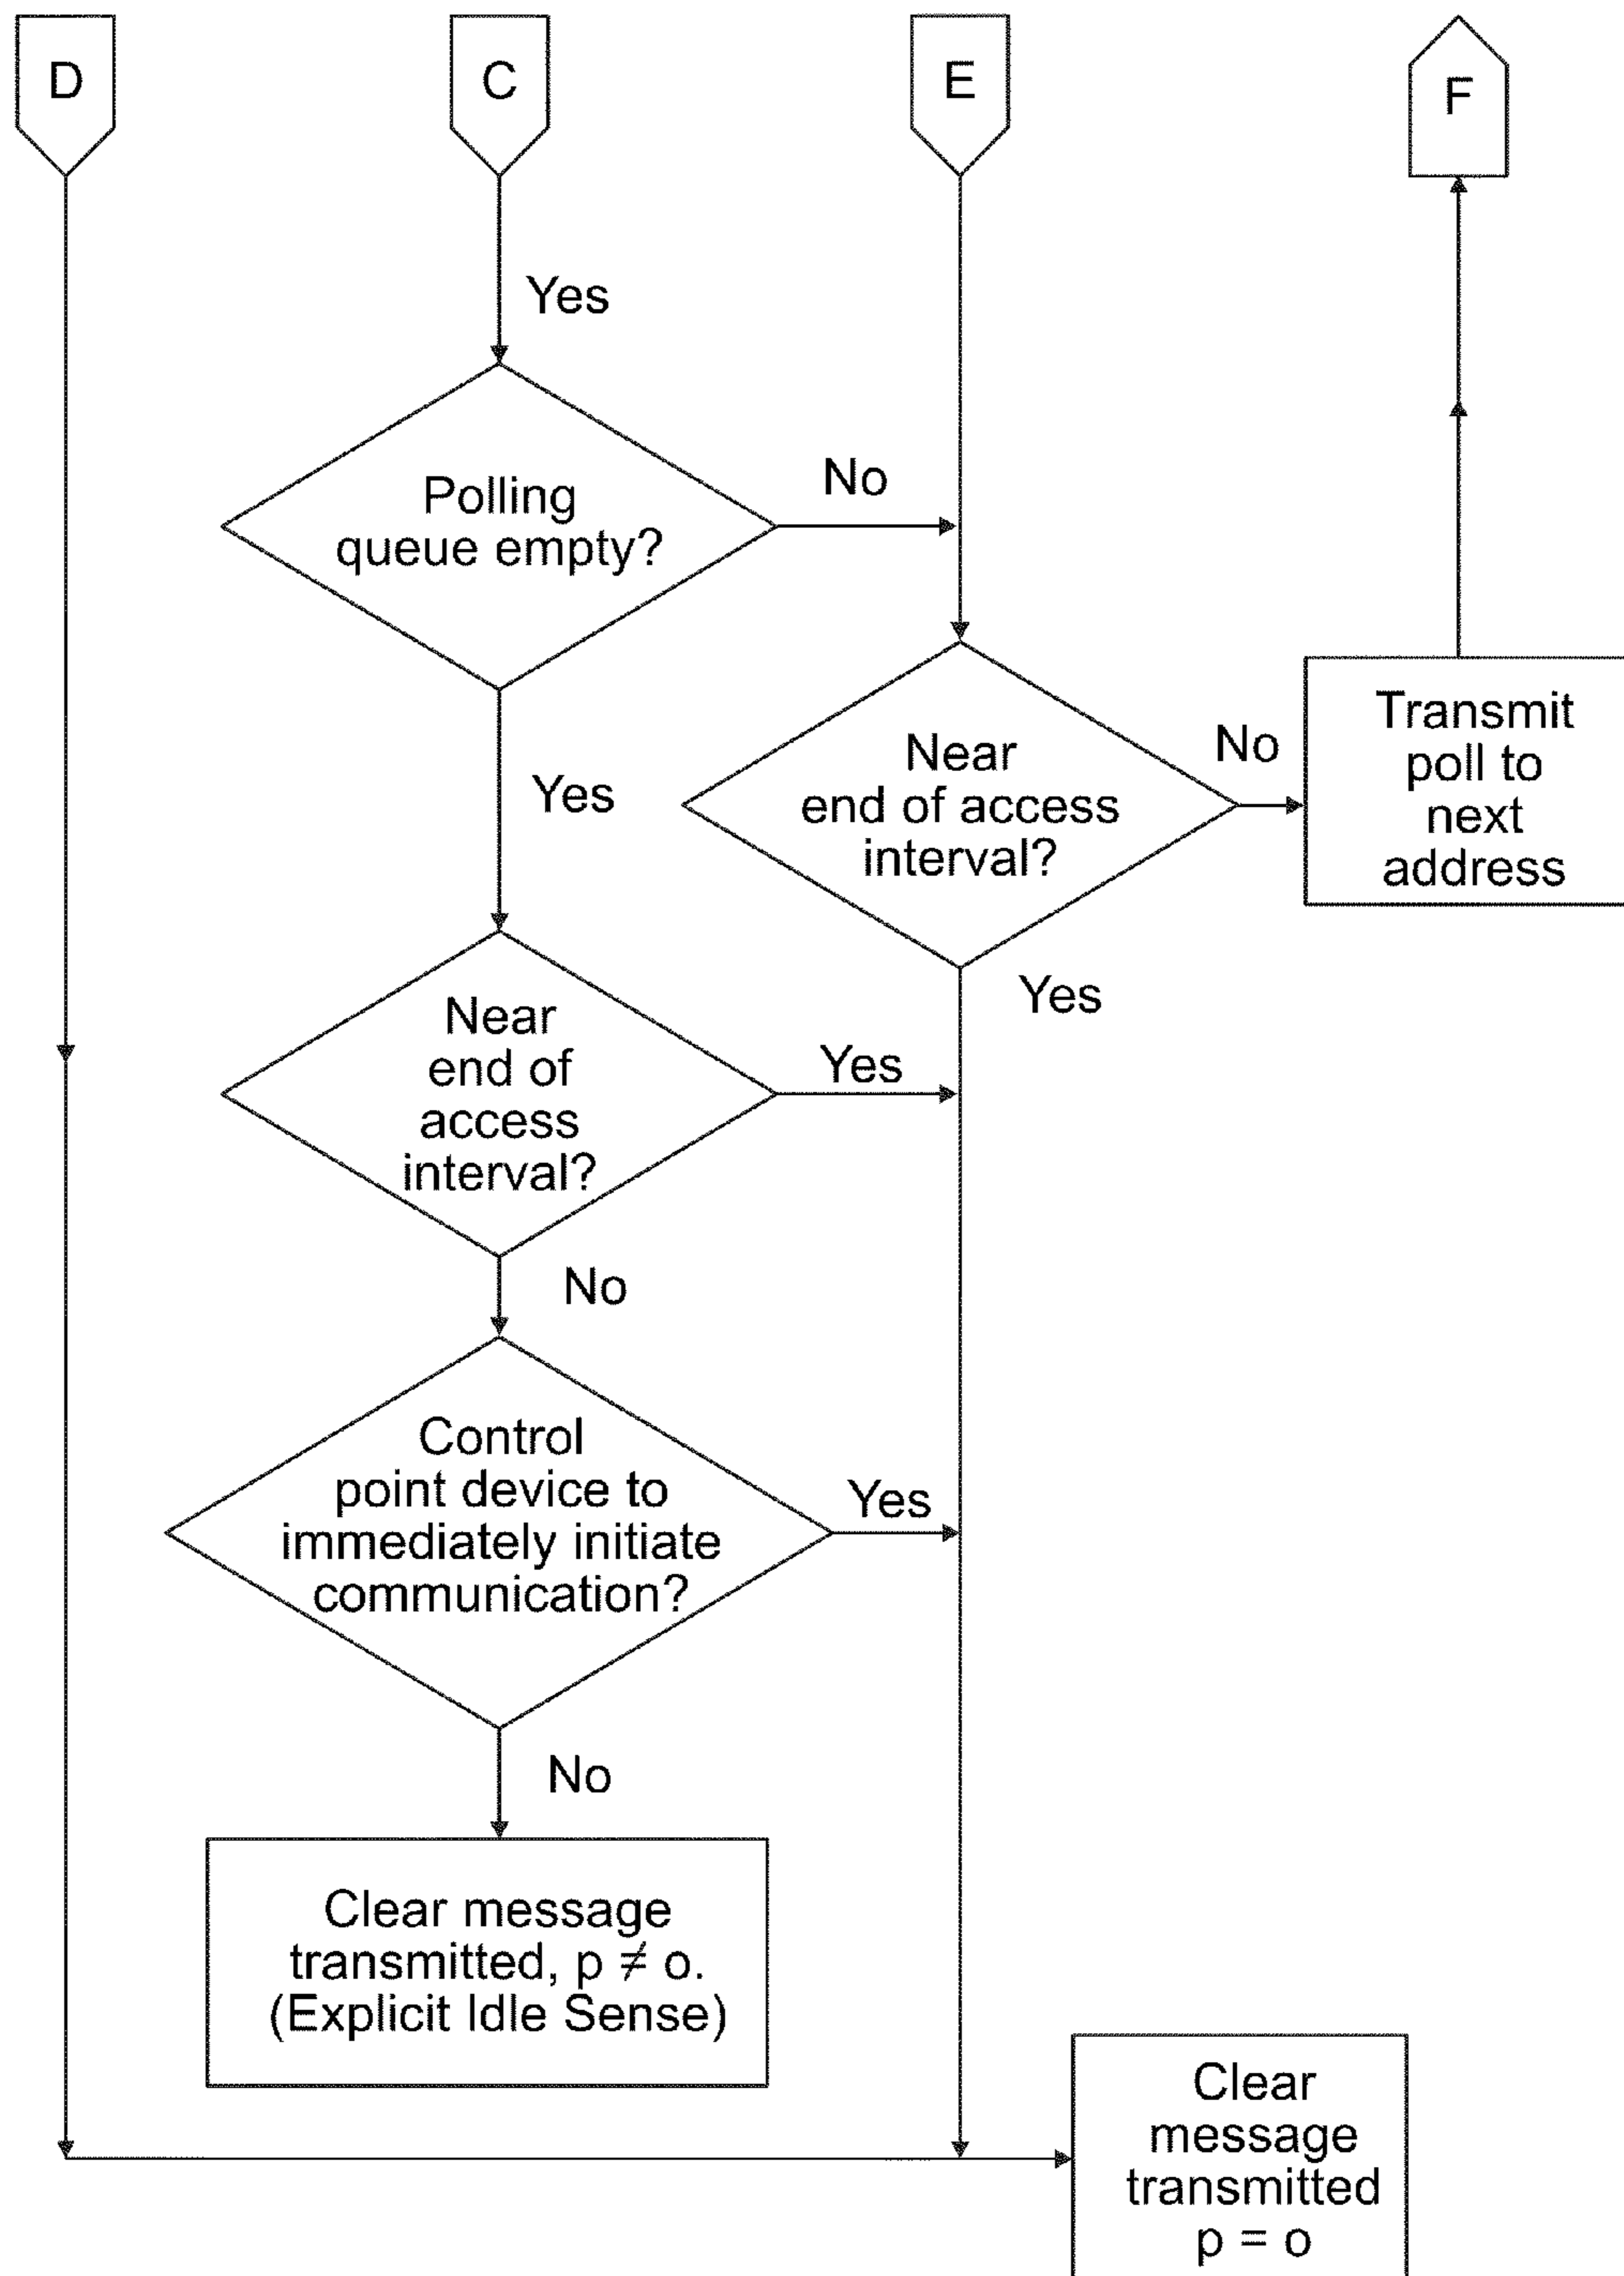 D
C
E
F
Yes
Polling
queue empty?
No
Near
end of access
interval?
No
Transmit
poll to
next
address
Yes
Yes
Near
end of
access
interval?
Yes
No
Control
point device to
immediately initiate
communication?
Yes
No
Clear message
transmitted, p ≠ o.
(Explicit Idle Sense)
Clear
message
transmitted
p = o